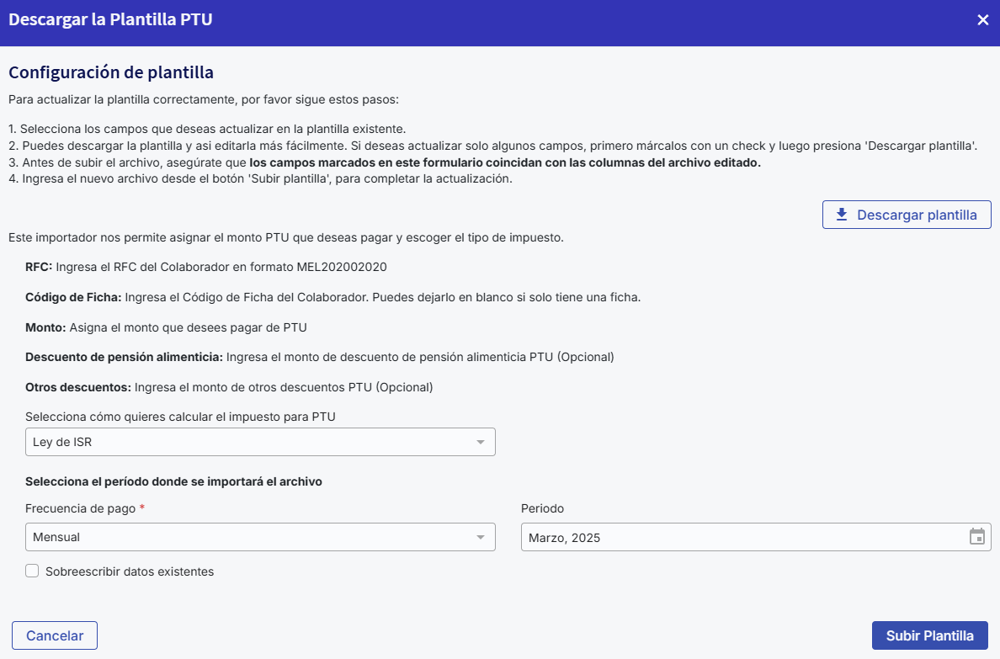 Descargar la Plantilla PTU
Configuración de plantilla
Para actualizar la plantilla correctamente, por favor sigue estos pasos:
1. Selecciona los campos que deseas actualizar en la plantilla existente.
2. Puedes descargar la plantilla y asi editarla más fácilmente. Si deseas actualizar solo algunos campos, primero márcalos con un check y luego presiona 'Descargar plantilla'.
3. Antes de subir el archivo, asegúrate que los campos marcados en este formulario coincidan con las columnas del archivo editado.
4. Ingresa el nuevo archivo desde el botón 'Subir plantilla', para completar la actualización.
Descargar plantilla
Este importador nos permite asignar el monto PTU que deseas pagar y escoger el tipo de impuesto.
RFC: Ingresa el RFC del Colaborador en formato MEL202002020
Código de Ficha: Ingresa el Código de Ficha del Colaborador. Puedes dejarlo en blanco si solo tiene una ficha.
Monto: Asigna el monto que desees pagar de PTU
Descuento de pensión alimenticia: Ingresa el monto de descuento de pensión alimenticia PTU (Opcional)
Otros descuentos: Ingresa el monto de otros descuentos PTU (Opcional)
Selecciona cómo quieres calcular el impuesto para PTU
Ley de ISR
Selecciona el período donde se importará el archivo
Frecuencia de pago *
Mensual
Periodo
Marzo, 2025
Sobreescribir datos existentes
Cancelar
Subir Plantilla